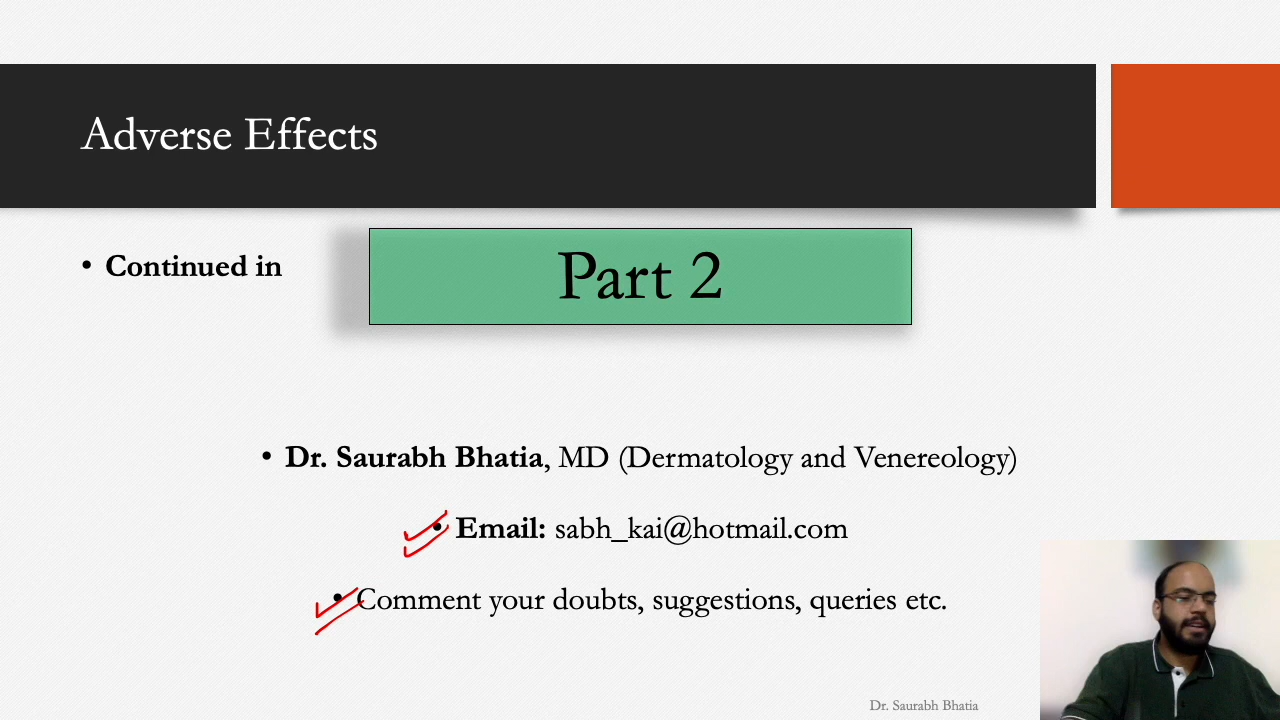 Adverse Effects
• Continued in
Part 2
• Dr. Saurabh Bhatia, MD (Dermatology and Venereology)
• Email: sabh_kai@hotmail.com
• Comment your doubts, suggestions, queries etc.
Dr. Saurabh Bhatia